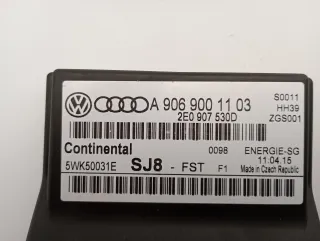 A 906 900 11 03
2E0 907 530D
S0011
HH39
ZGS001
Continental
0098
ENERGIE-SG
5WK50031E
SJ8 - FST
F1
11.04.15
Made in Czech Republic